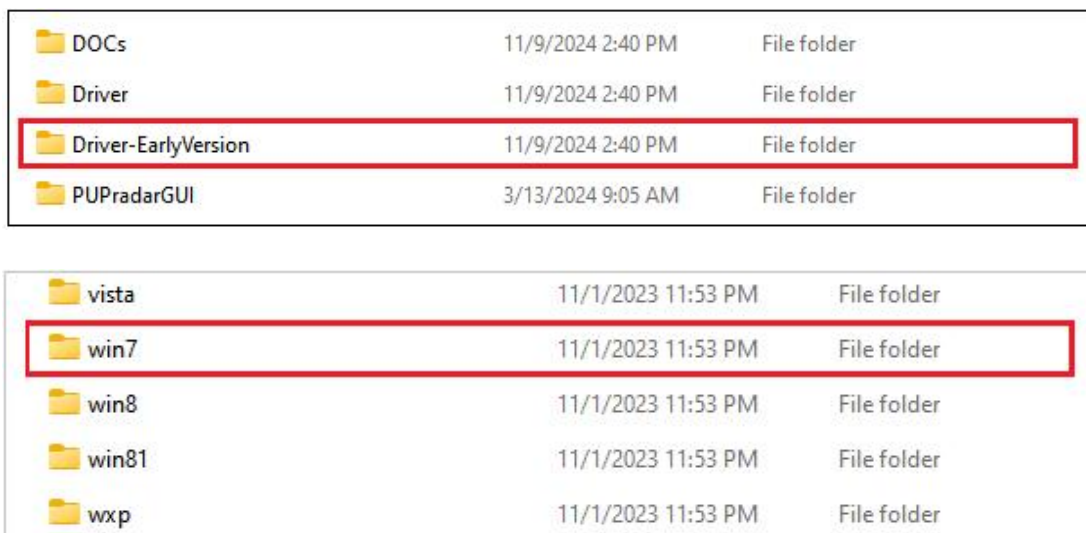 DOCs 11/9/2024 2:40 PM File folder
Driver 11/9/2024 2:40 PM File folder
Driver-EarlyVersion 11/9/2024 2:40 PM File folder
PUPradarGUI 3/13/2024 9:05 AM File folder
vista 11/1/2023 11:53 PM File folder
win7 11/1/2023 11:53 PM File folder
win8 11/1/2023 11:53 PM File folder
win81 11/1/2023 11:53 PM File folder
wxp 11/1/2023 11:53 PM File folder